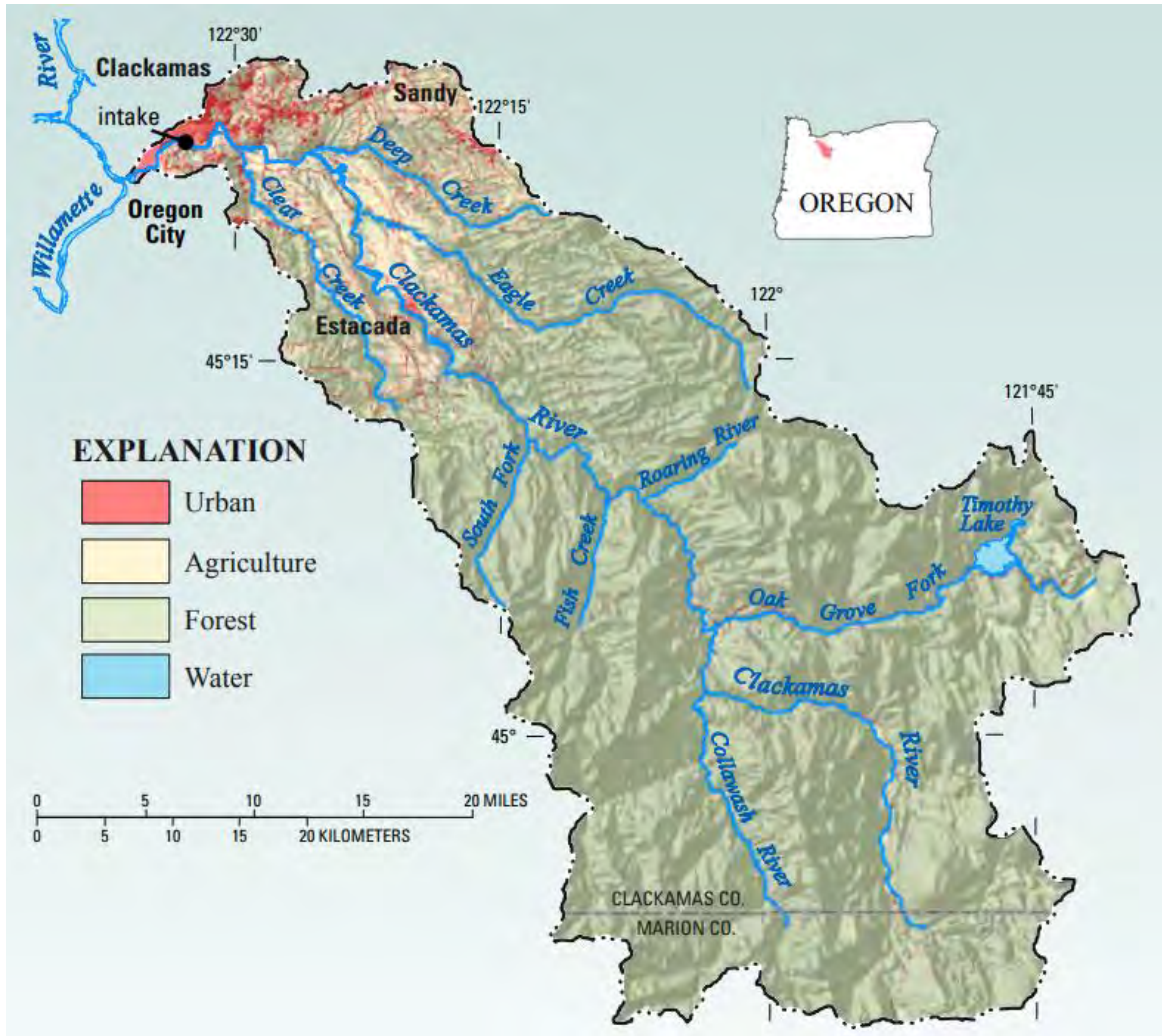 122°30'
River
Clackamas
Sandy
122°15'
intake
Deep
Creek
Willamette
Oregon
City
Clear
Creek
OREGON
Eagle
Creek
Clackamas
122°
Estacada
45°15'
121°45'
River
Roaring River
EXPLANATION
Urban
Agriculture
Forest
Water
South Fork
Fish Creek
Timothy
Lake
Oak Grove Fork
Clackamas
River
45°
Collawash
River
0 5 10 15 20 MILES
0 5 10 15 20 KILOMETERS
CLACKAMAS CO.
MARION CO.